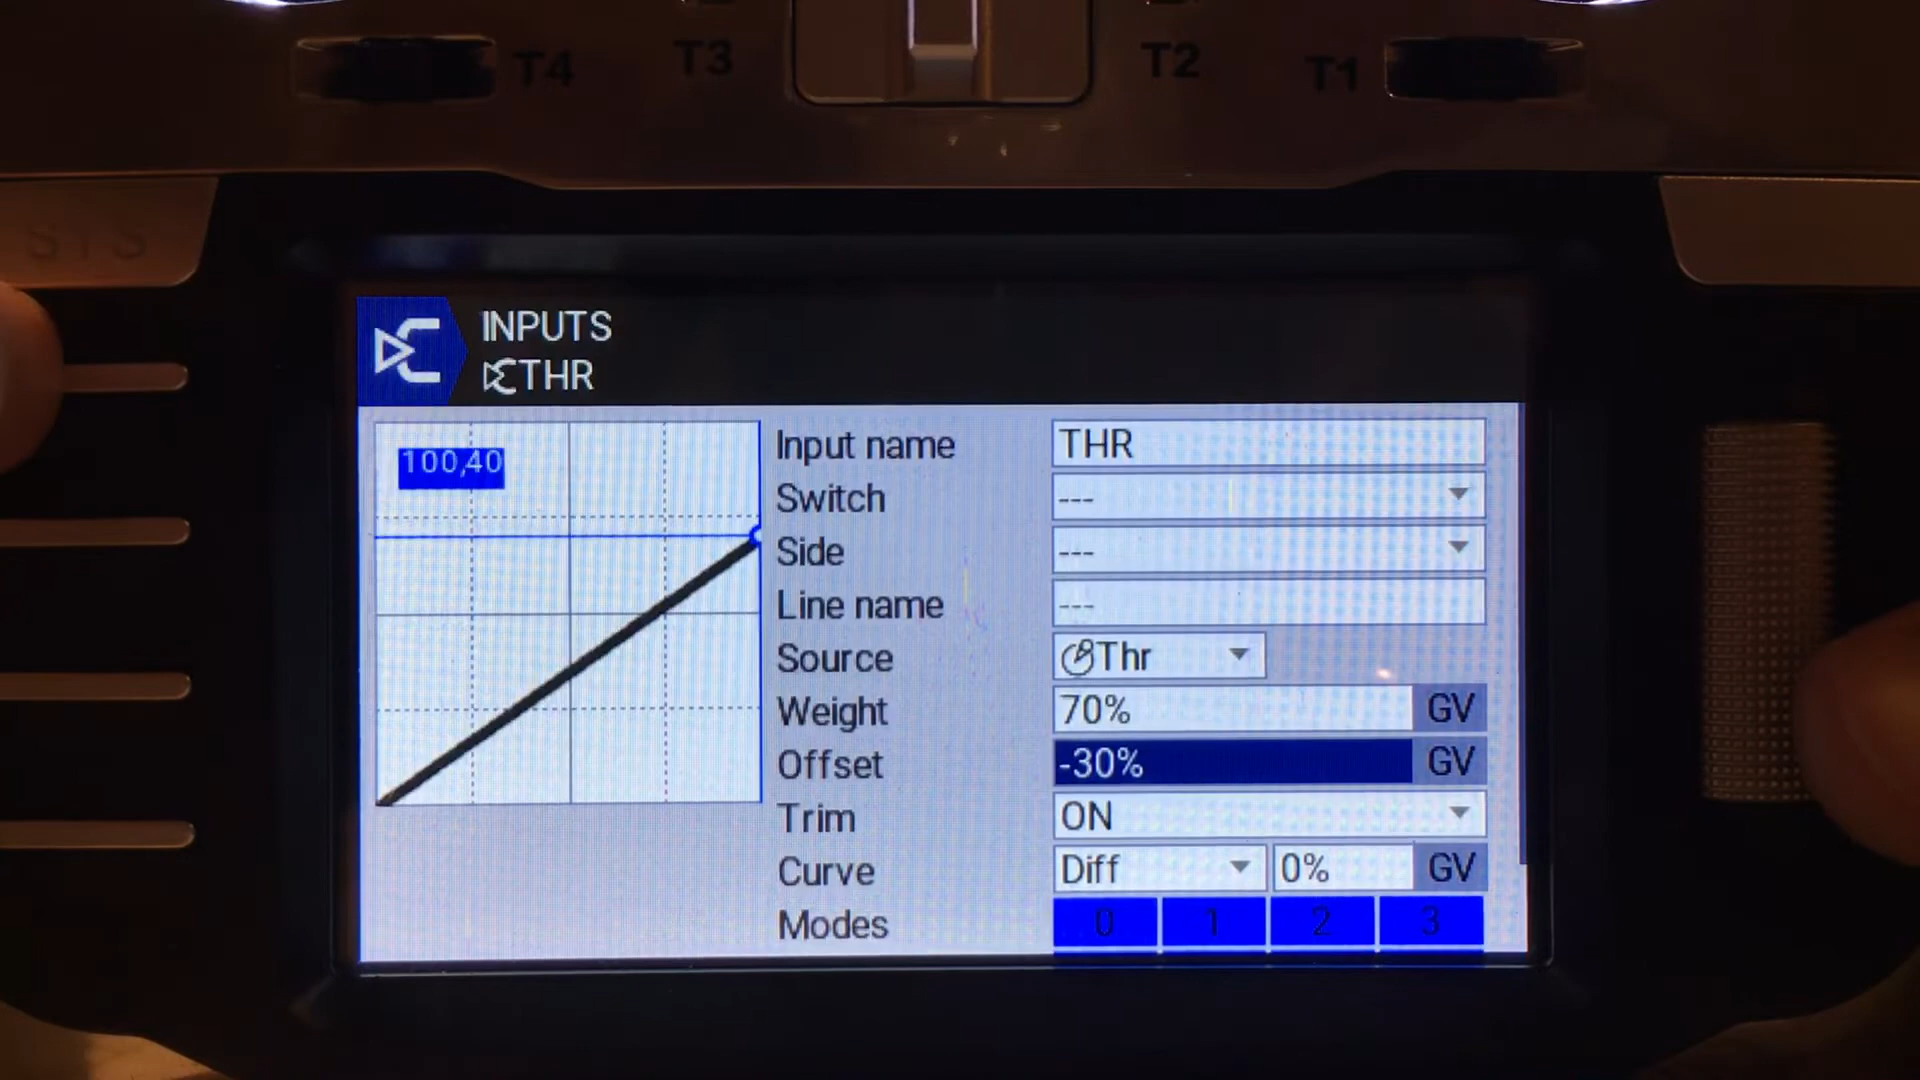 T4 T3 T2 T1
SYS
INPUTS
THR
100,40
Input name THR
Switch ---
Side ---
Line name ---
Source Thr
Weight 70% GV
Offset -30% GV
Trim ON
Curve Diff 0% GV
Modes 0 1 2 3